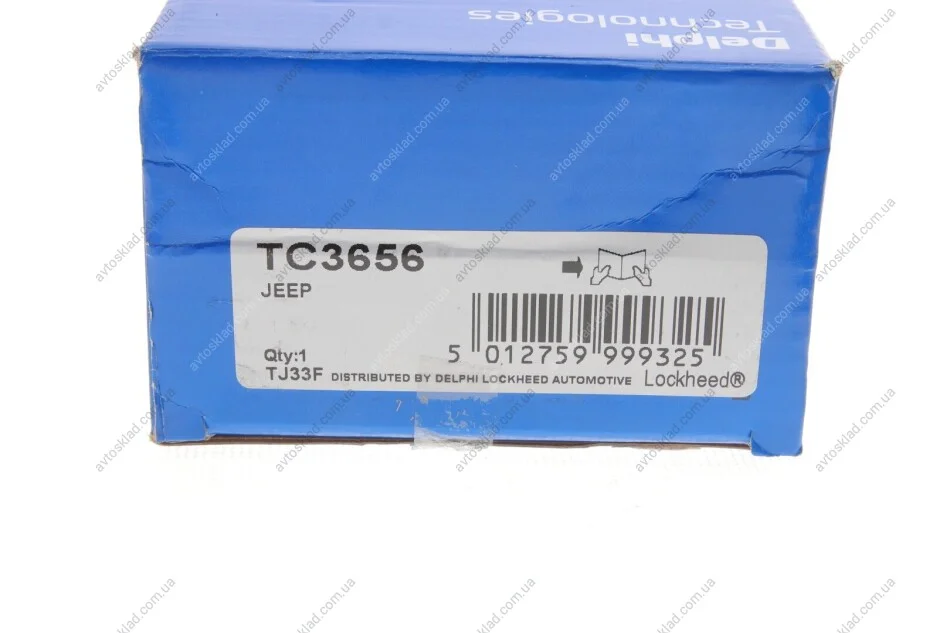 Delphi
Technologies
TC3656
JEEP
5 012759 999325
Qty:1
TJ33F DISTRIBUTED BY DELPHI LOCKHEED AUTOMOTIVE Lockheed®
avtosklad.com.ua